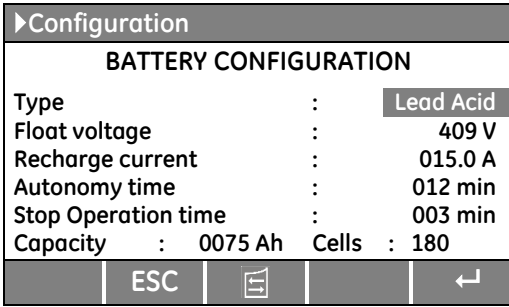 Configuration
BATTERY CONFIGURATION
Type : Lead Acid
Float voltage : 409 V
Recharge current : 015.0 A
Autonomy time : 012 min
Stop Operation time : 003 min
Capacity : 0075 Ah Cells : 180
ESC